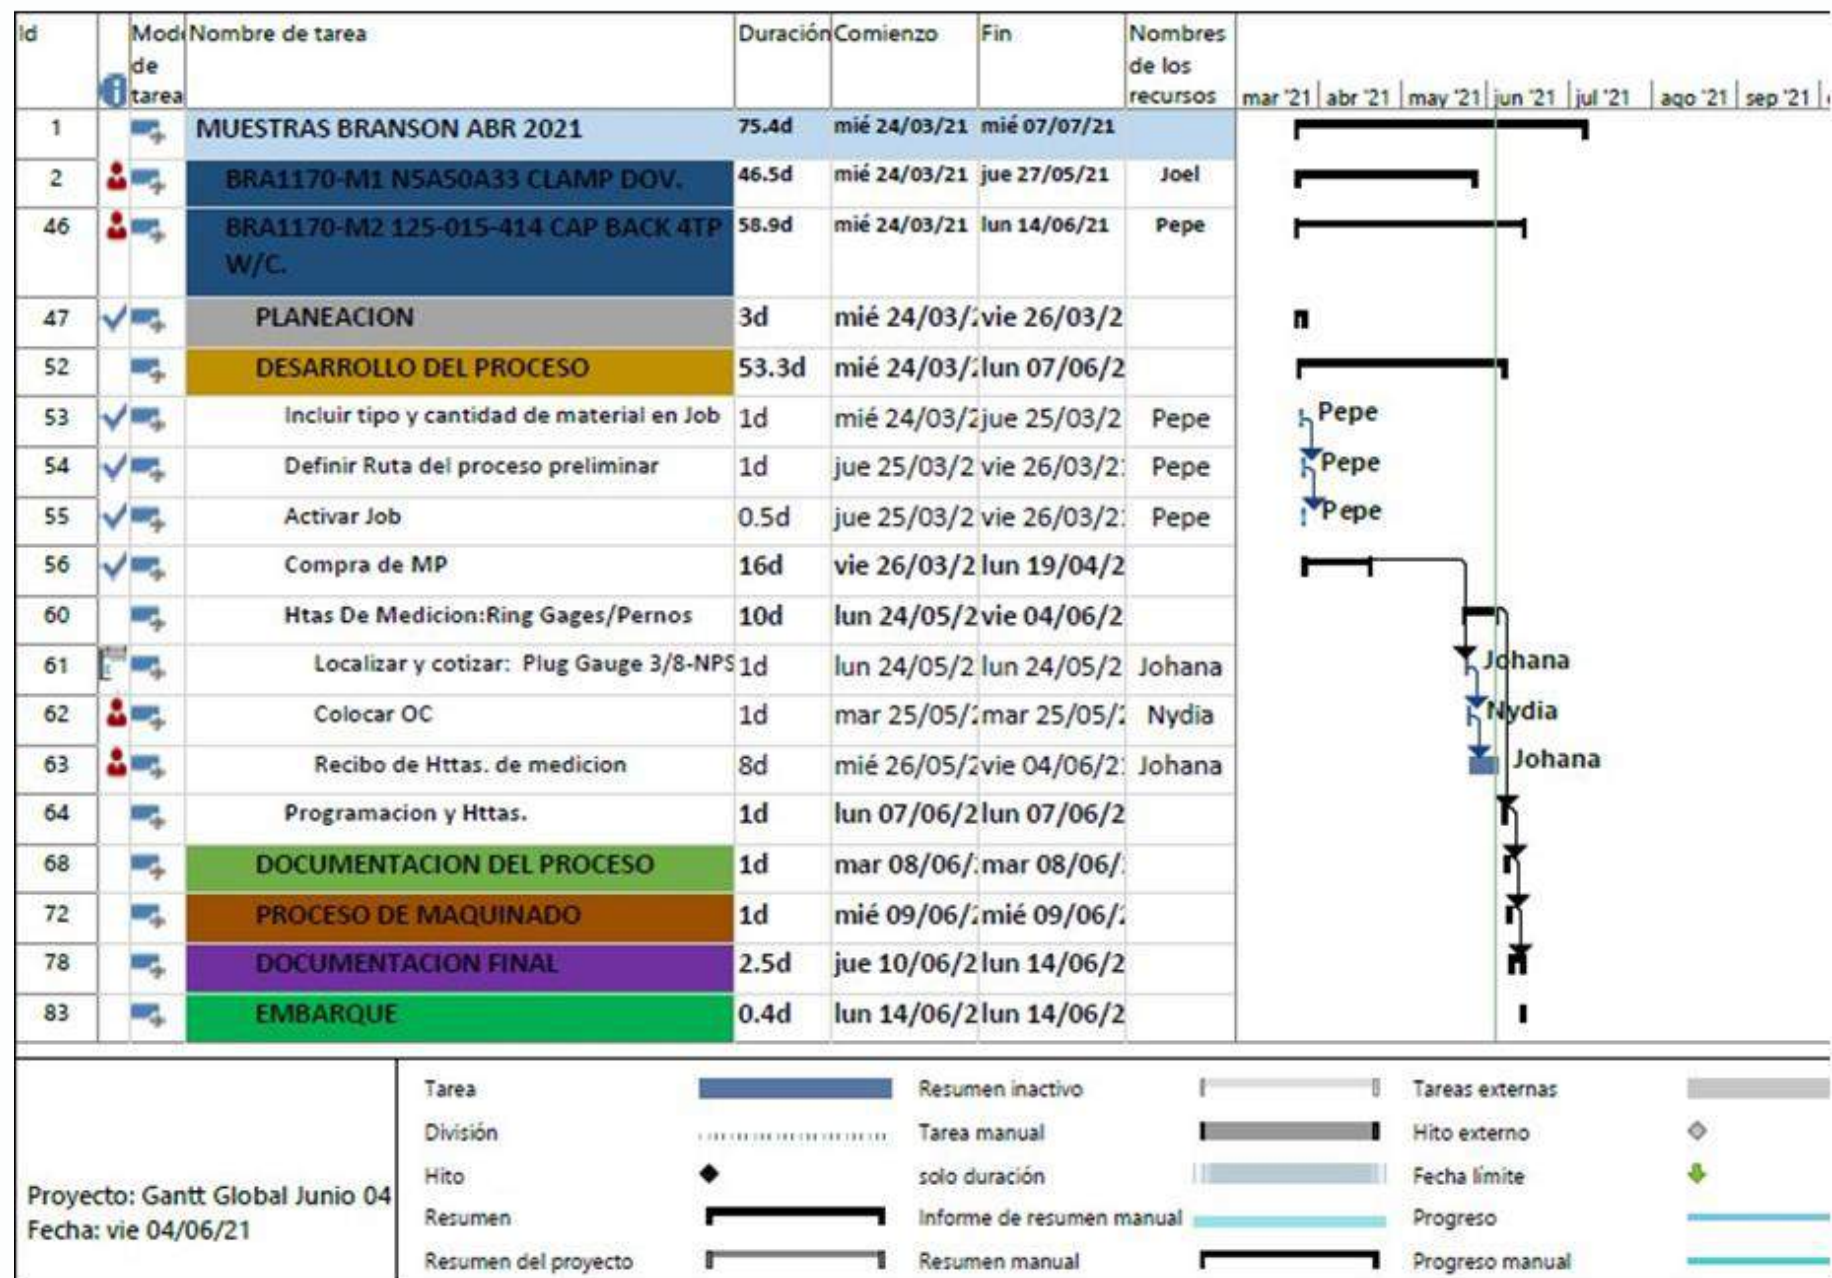 Id Modo de tarea Nombre de tarea Duración Comienzo Fin Nombres de los recursos mar '21 abr '21 may '21 jun '21 jul '21 ago '21 sep '21
1 MUESTRAS BRANSON ABR 2021 75.4d mié 24/03/21 mié 07/07/21
2 BRA1170-M1 N5A50A33 CLAMP DOV. 46.5d mié 24/03/21 jue 27/05/21 Joel
46 BRA1170-M2 125-015-414 CAP BACK 4TP 58.9d mié 24/03/21 lun 14/06/21 Pepe
W/C.
47 PLANEACION 3d mié 24/03/2 vie 26/03/2
52 DESARROLLO DEL PROCESO 53.3d mié 24/03/2 lun 07/06/2
53 Incluir tipo y cantidad de material en Job 1d mié 24/03/2 jue 25/03/2 Pepe Pepe
54 Definir Ruta del proceso preliminar 1d jue 25/03/2 vie 26/03/21 Pepe Pepe
55 Activar Job 0.5d jue 25/03/2 vie 26/03/21 Pepe Pepe
56 Compra de MP 16d vie 26/03/2 lun 19/04/2
60 Htas De Medicion:Ring Gages/Pernos 10d lun 24/05/2 vie 04/06/2
61 Localizar y cotizar: Plug Gauge 3/8-NPS 1d lun 24/05/2 lun 24/05/2 Johana Johana
62 Colocar OC 1d mar 25/05/2 mar 25/05/2 Nydia Nydia
63 Recibo de Httas. de medicion 8d mié 26/05/2 vie 04/06/21 Johana Johana
64 Programacion y Httas. 1d lun 07/06/2 lun 07/06/2
68 DOCUMENTACION DEL PROCESO 1d mar 08/06/ mar 08/06/
72 PROCESO DE MAQUINADO 1d mié 09/06/2 mié 09/06/2
78 DOCUMENTACION FINAL 2.5d jue 10/06/2 lun 14/06/2
83 EMBARQUE 0.4d lun 14/06/2 lun 14/06/2
Proyecto: Gantt Global Junio 04
Fecha: vie 04/06/21
Tarea Resumen inactivo Tareas externas
División Tarea manual Hito externo
Hito solo duración Fecha límite
Resumen Informe de resumen manual Progreso
Resumen del proyecto Resumen manual Progreso manual